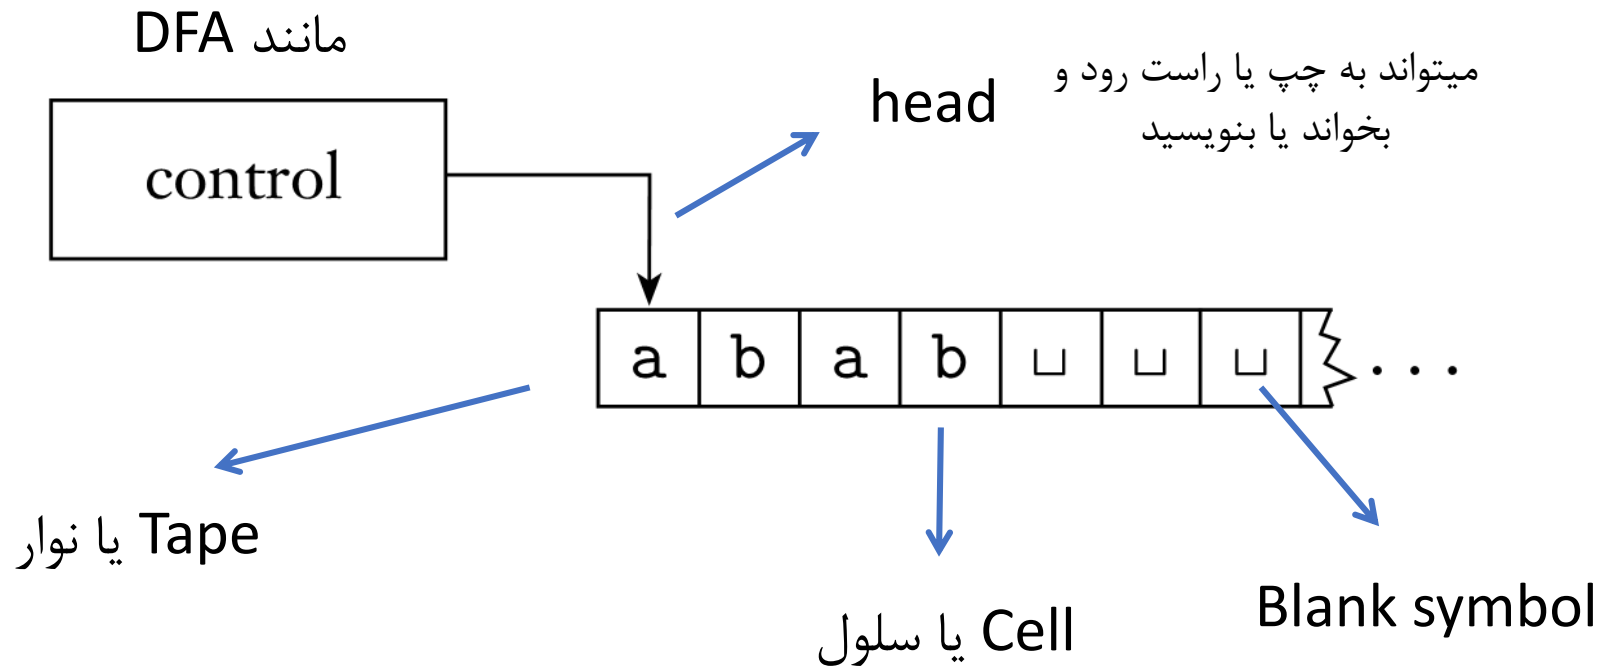 مانند DFA
control
head
میتواند به چپ یا راست رود و
بخواند یا بنویسید
a b a b ⊔ ⊔ ⊔ ...
Tape یا نوار
Cell یا سلول
Blank symbol